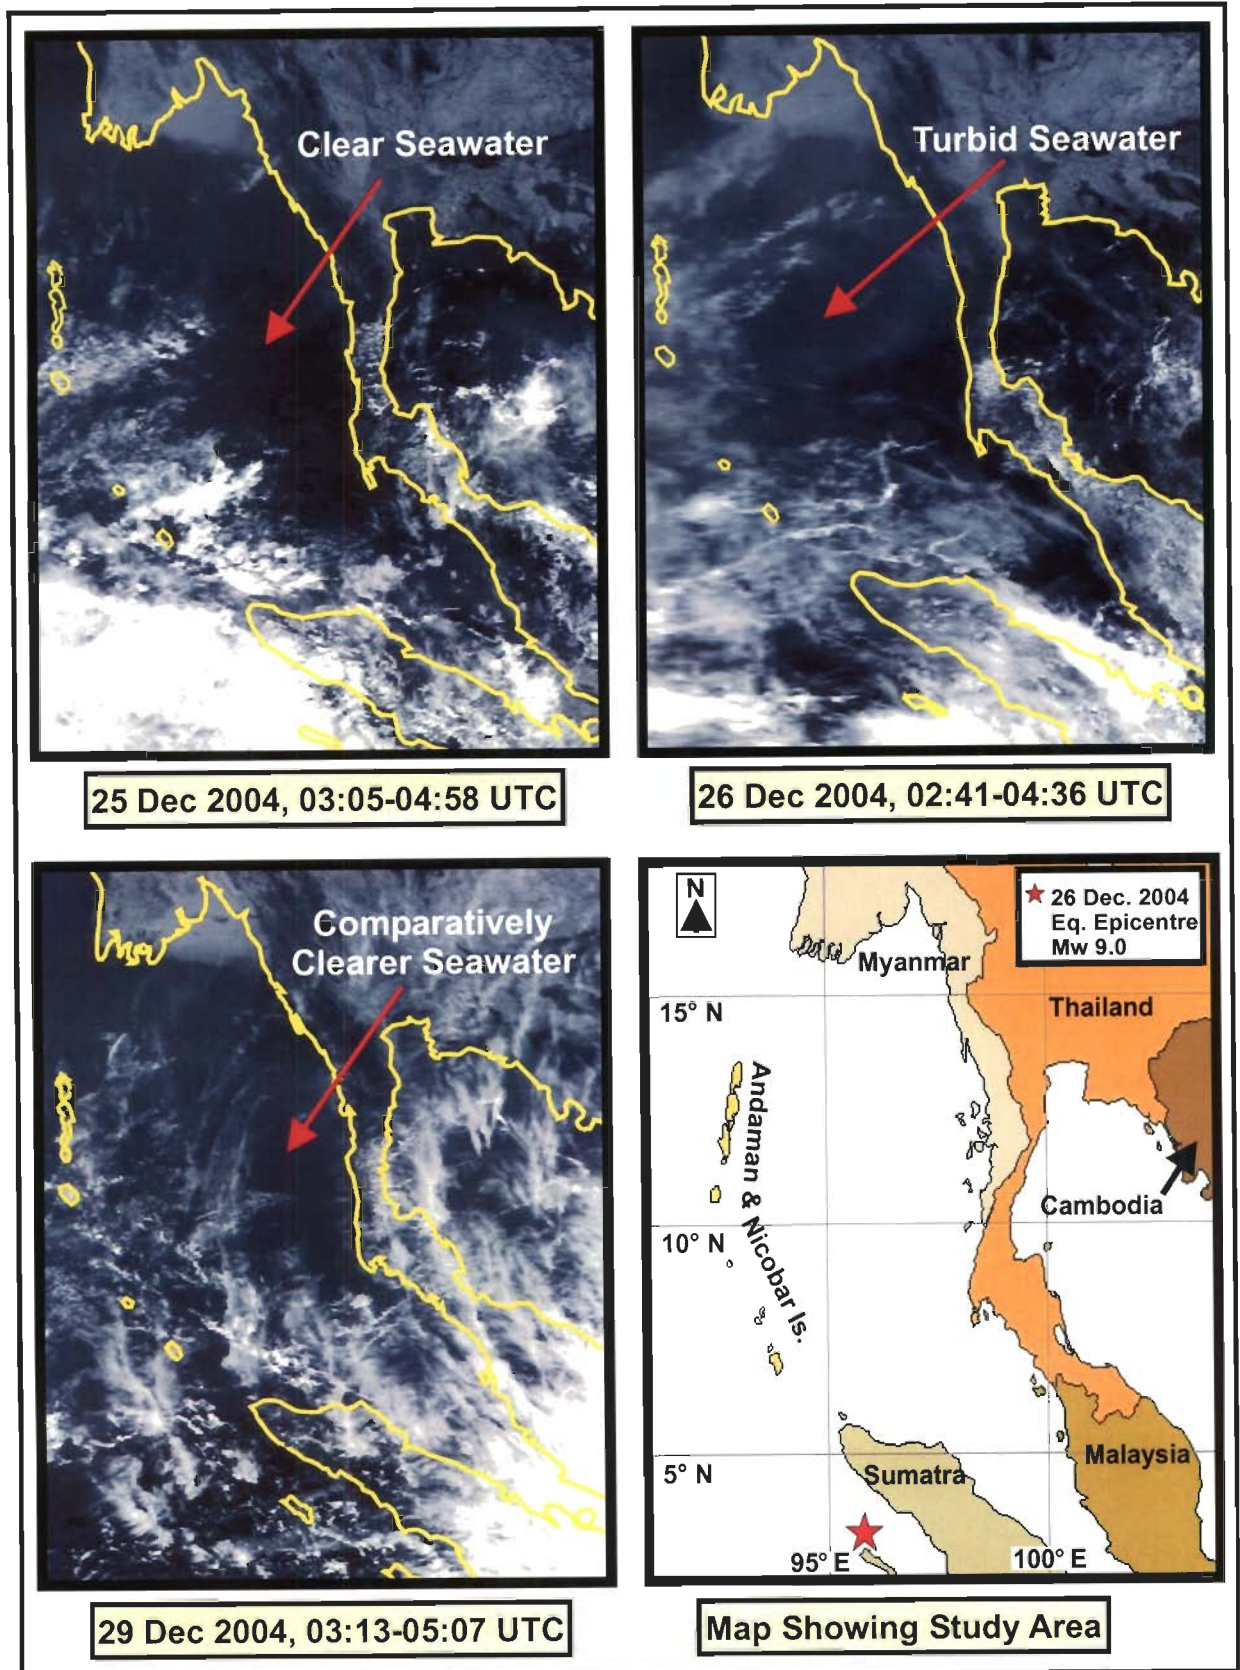 Clear Seawater
25 Dec 2004, 03:05-04:58 UTC
Turbid Seawater
26 Dec 2004, 02:41-04:36 UTC
Comparatively
Clearer Seawater
29 Dec 2004, 03:13-05:07 UTC
N
26 Dec. 2004
Eq. Epicentre
Mw 9.0
Myanmar
15° N
Thailand
Andaman & Nicobar Is.
Cambodia
10° N
5° N
Sumatra
Malaysia
95° E
100° E
Map Showing Study Area